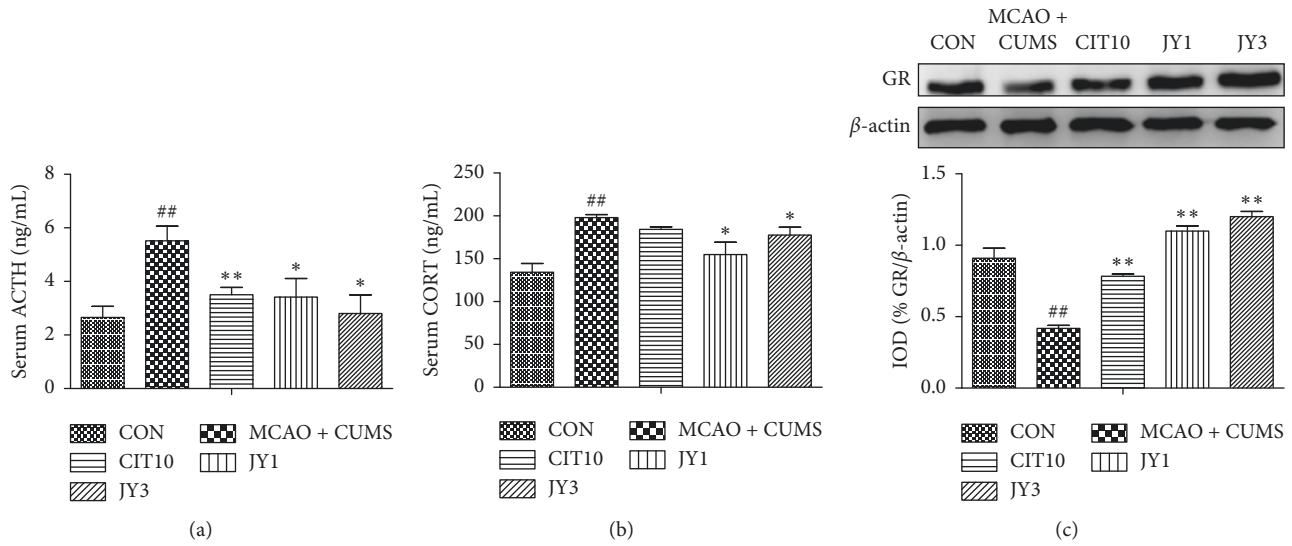 Serum ACTH (ng/mL)
8
6
4
2
0
##
**
*
*
CON MCAO + CUMS
CIT10 JY1
JY3
(a)
Serum CORT (ng/mL)
250
200
150
100
50
0
##
*
*
CON MCAO + CUMS
CIT10 JY1
JY3
(b)
MCAO +
CON CUMS CIT10 JY1 JY3
GR
β-actin
IOD (% GR/β-actin)
1.5
1.0
0.5
0.0
##
**
**
**
CON MCAO + CUMS
CIT10 JY1
JY3
(c)